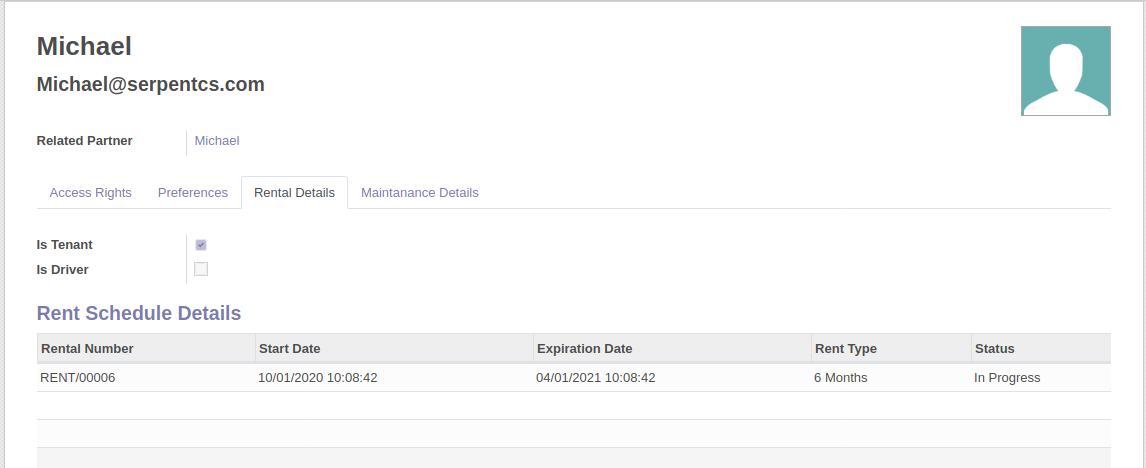 Michael
Michael@serpentcs.com
Related Partner Michael
Access Rights Preferences Rental Details Maintanance Details
Is Tenant
Is Driver
Rent Schedule Details
Rental Number Start Date Expiration Date Rent Type Status
RENT/00006 10/01/2020 10:08:42 04/01/2021 10:08:42 6 Months In Progress